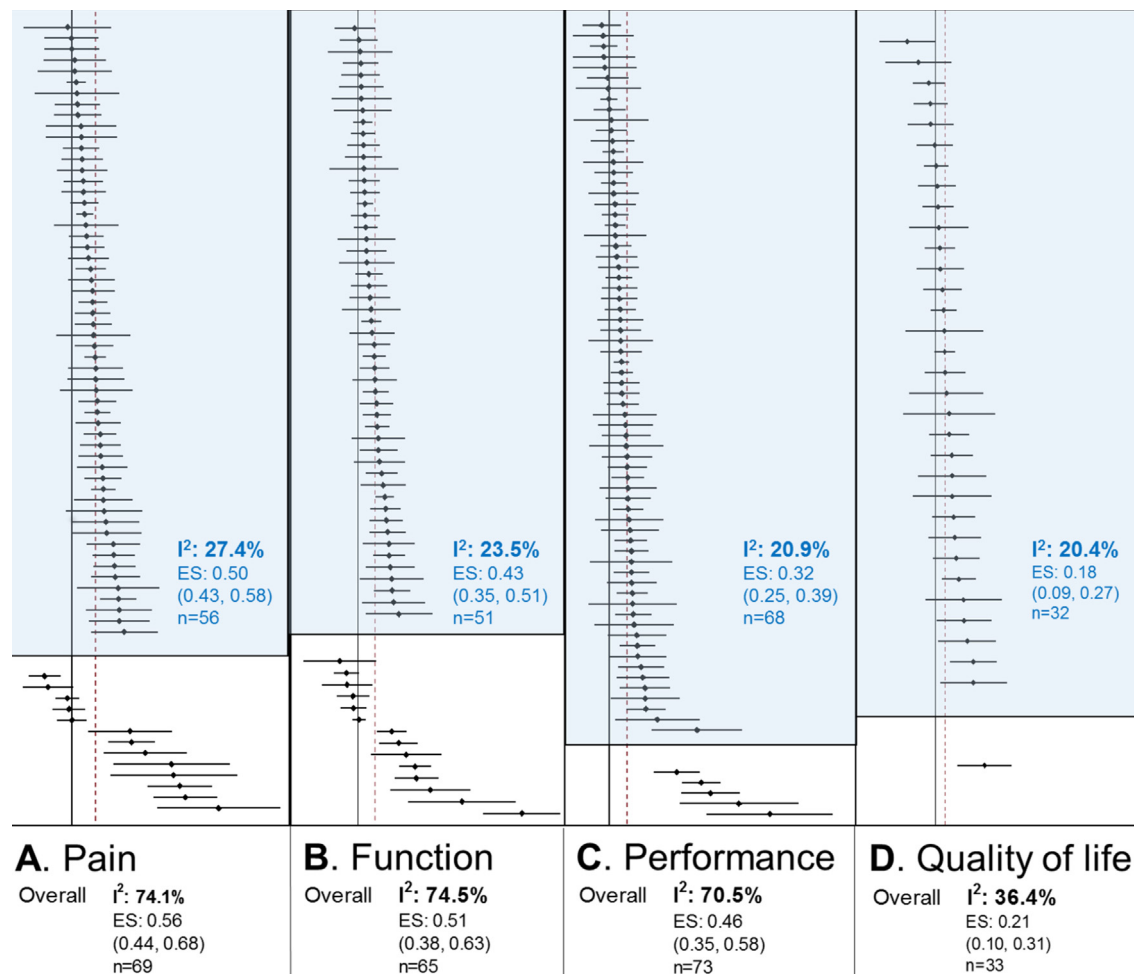 I²: 27.4%
ES: 0.50
(0.43, 0.58)
n=56
I²: 23.5%
ES: 0.43
(0.35, 0.51)
n=51
I²: 20.9%
ES: 0.32
(0.25, 0.39)
n=68
I²: 20.4%
ES: 0.18
(0.09, 0.27)
n=32
A. Pain
Overall I²: 74.1%
ES: 0.56
(0.44, 0.68)
n=69
B. Function
Overall I²: 74.5%
ES: 0.51
(0.38, 0.63)
n=65
C. Performance
Overall I²: 70.5%
ES: 0.46
(0.35, 0.58)
n=73
D. Quality of life
Overall I²: 36.4%
ES: 0.21
(0.10, 0.31)
n=33